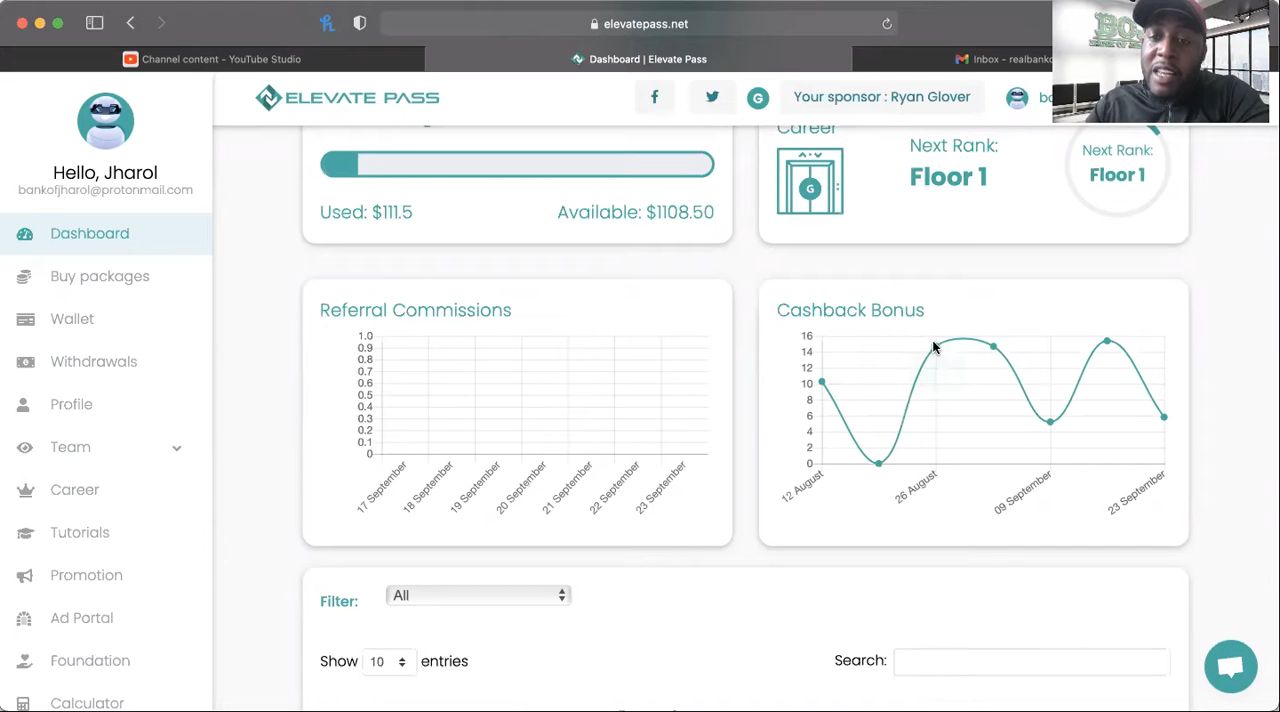 elevatepass.net
Channel content - YouTube Studio
Dashboard | Elevate Pass
Inbox - realbanko
ELEVATE PASS
G
Your sponsor : Ryan Glover
Hello, Jharol
bankofjharol@protonmail.com
Dashboard
Buy packages
Wallet
Withdrawals
Profile
Team
Career
Tutorials
Promotion
Ad Portal
Foundation
Calculator
Used: $111.5
Available: $1108.50
Career
G
Next Rank:
Floor 1
Next Rank:
Floor 1
Referral Commissions
1.0
0.9
0.8
0.7
0.6
0.5
0.4
0.3
0.2
0.1
0
17 September
18 September
19 September
20 September
21 September
22 September
23 September
Cashback Bonus
16
14
12
10
8
6
4
2
0
12 August
26 August
09 September
23 September
Filter:
All
Show 10 entries
Search: